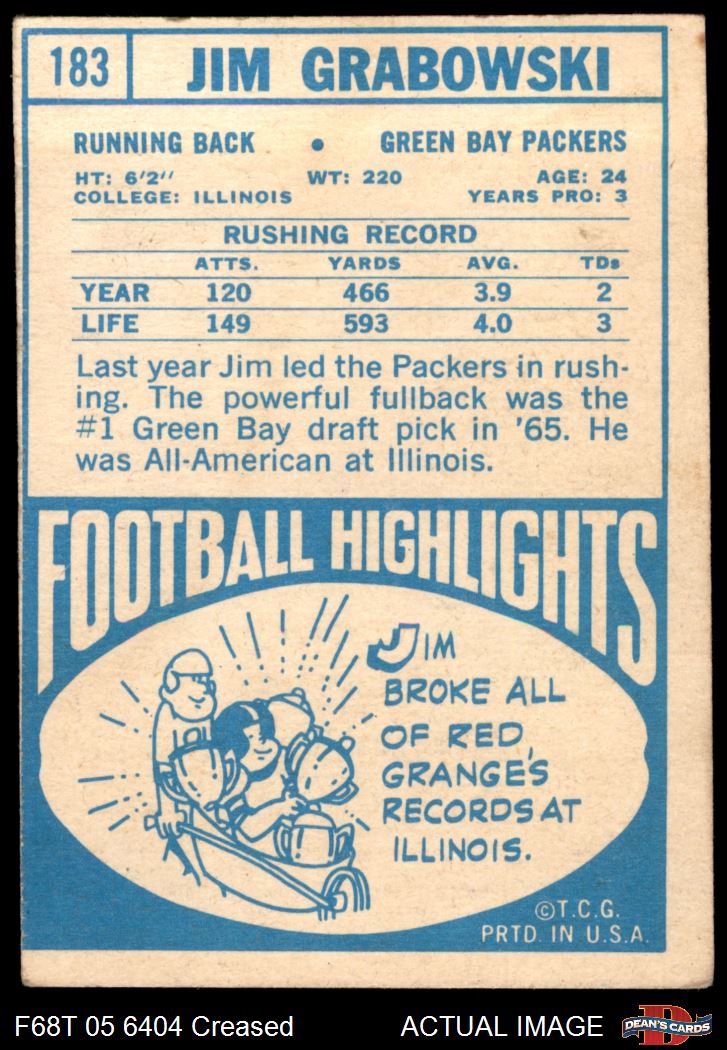 183 JIM GRABOWSKI
RUNNING BACK • GREEN BAY PACKERS
HT: 6'2" WT: 220 AGE: 24
COLLEGE: ILLINOIS YEARS PRO: 3
RUSHING RECORD
ATTS. YARDS AVG. TDs
YEAR 120 466 3.9 2
LIFE 149 593 4.0 3
Last year Jim led the Packers in rush-
ing. The powerful fullback was the
#1 Green Bay draft pick in '65. He
was All-American at Illinois.
FOOTBALL HIGHLIGHTS
JIM
BROKE ALL
OF RED
GRANGE'S
RECORDS AT
ILLINOIS.
©T.C.G.
PRTD. IN U.S.A.
F68T 05 6404 Creased ACTUAL IMAGE
D
DEAN'S CARDS